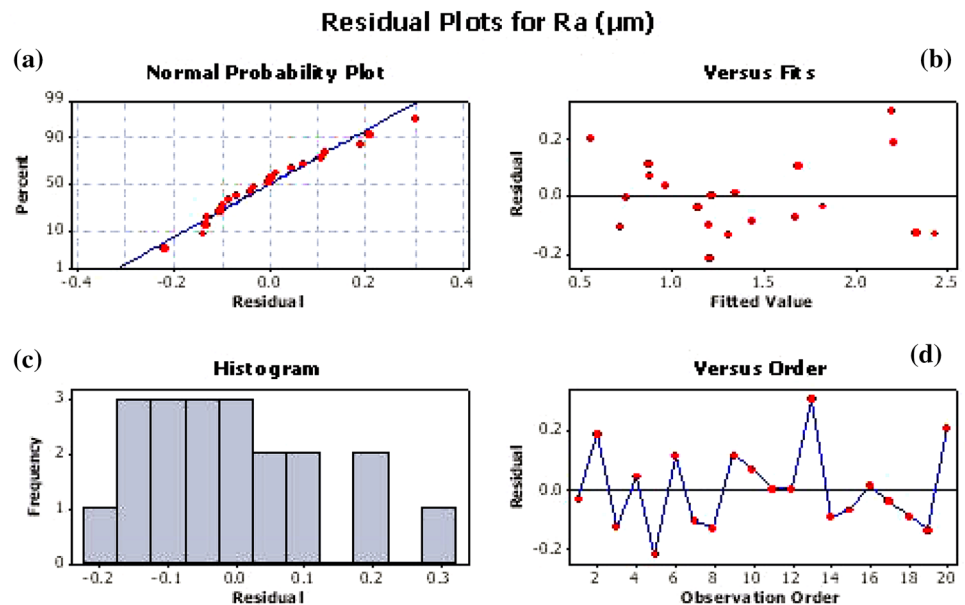 Residual Plots for Ra (µm)
(a)
Normal Probability Plot
99
90
50
10
1
Percent
-0.4
-0.2
0.0
0.2
0.4
Residual
(b)
Versus Fits
0.2
0.0
-0.2
Residual
0.5
1.0
1.5
2.0
2.5
Fitted Value
(c)
Histogram
3
2
1
0
Frequency
-0.2
-0.1
0.0
0.1
0.2
0.3
Residual
(d)
Versus Order
0.2
0.0
-0.2
Residual
2
4
6
8
10
12
14
16
18
20
Observation Order